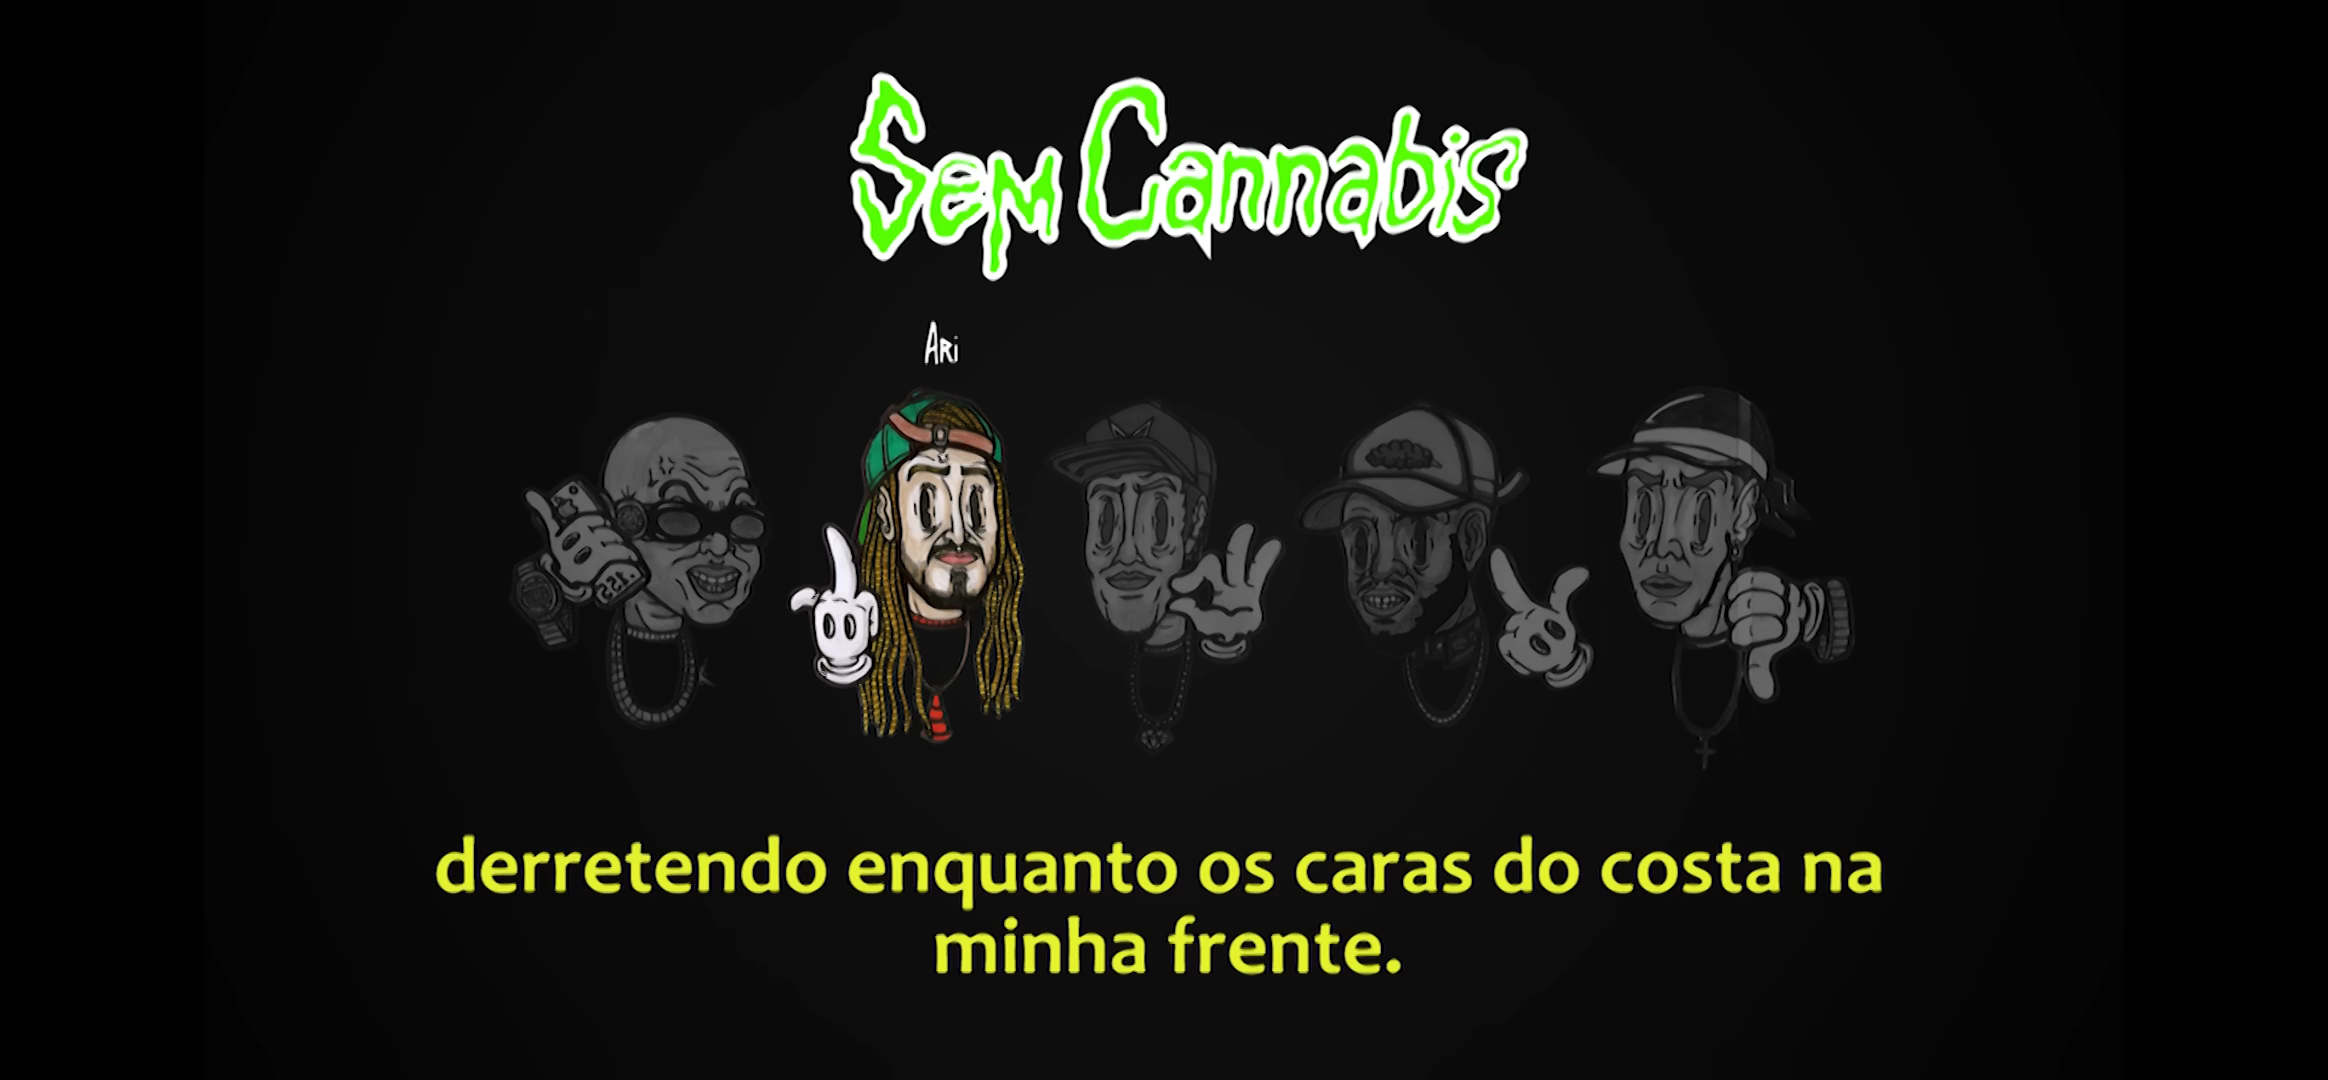 Sem Cannabis
Ari
derretendo enquanto os caras do costa na
minha frente.